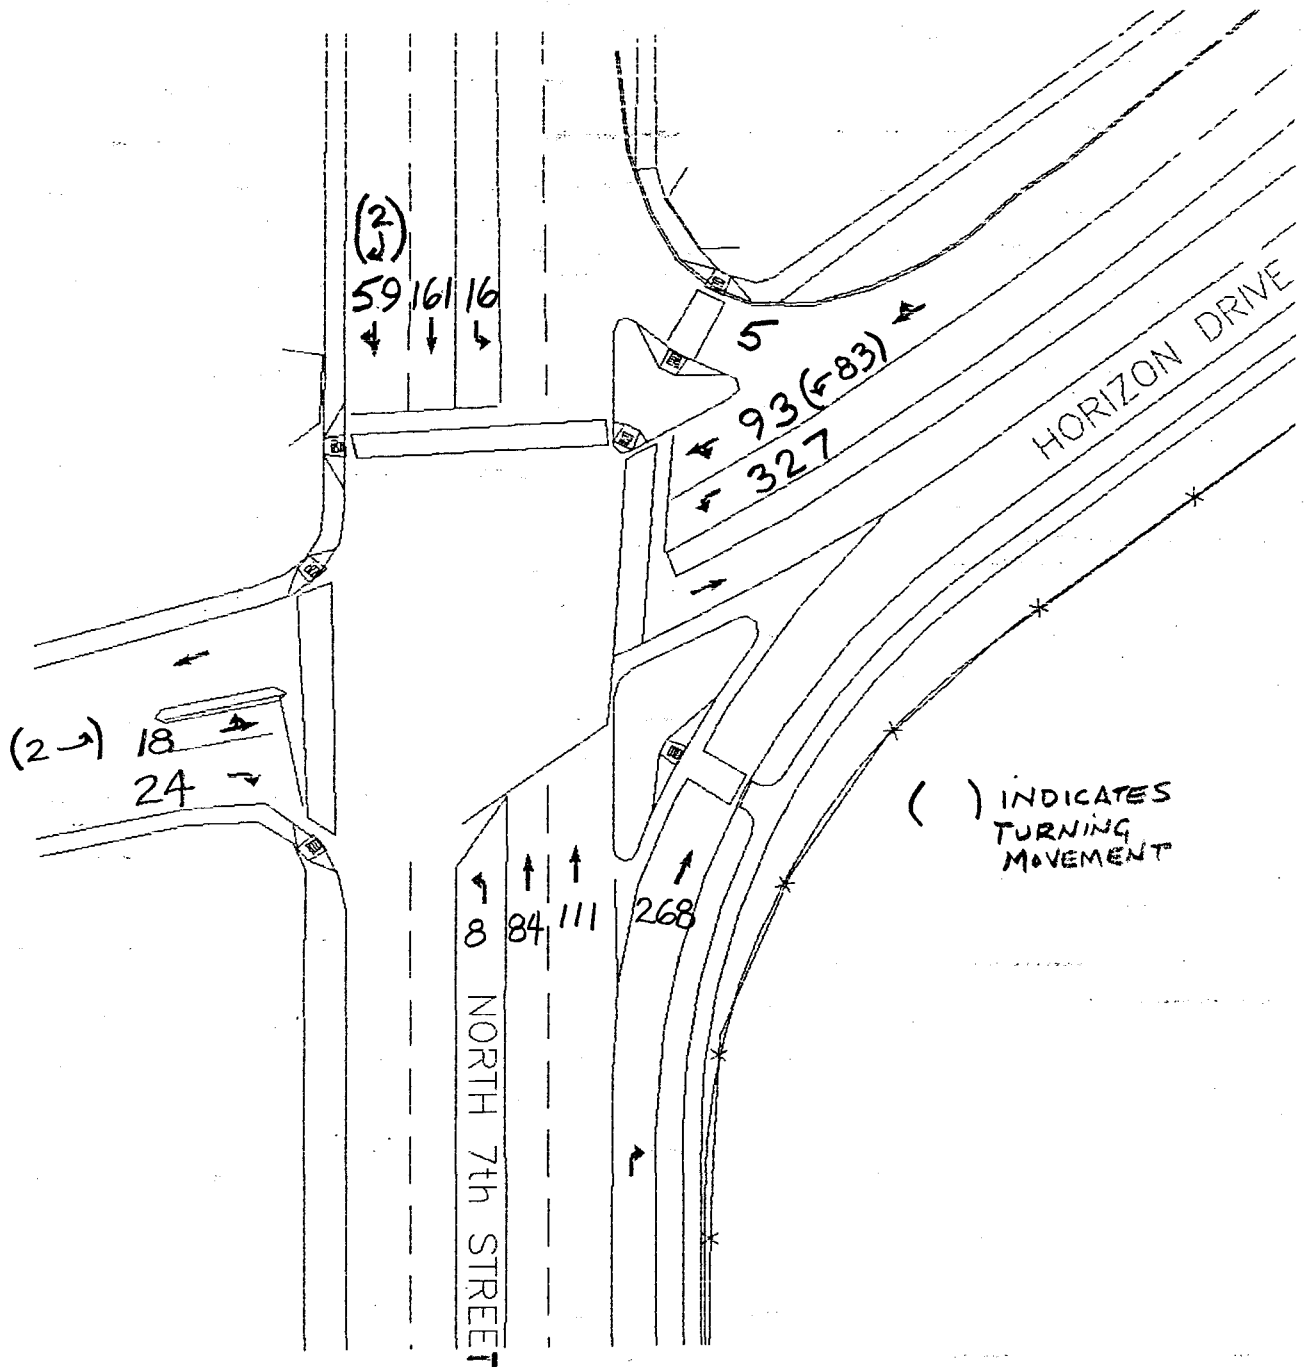 (2)
59 161 16
5
93 (83)
327
HORIZON DRIVE
(2) 18
24
( ) INDICATES
TURNING
MOVEMENT
8 84 111 268
NORTH 7th STREET